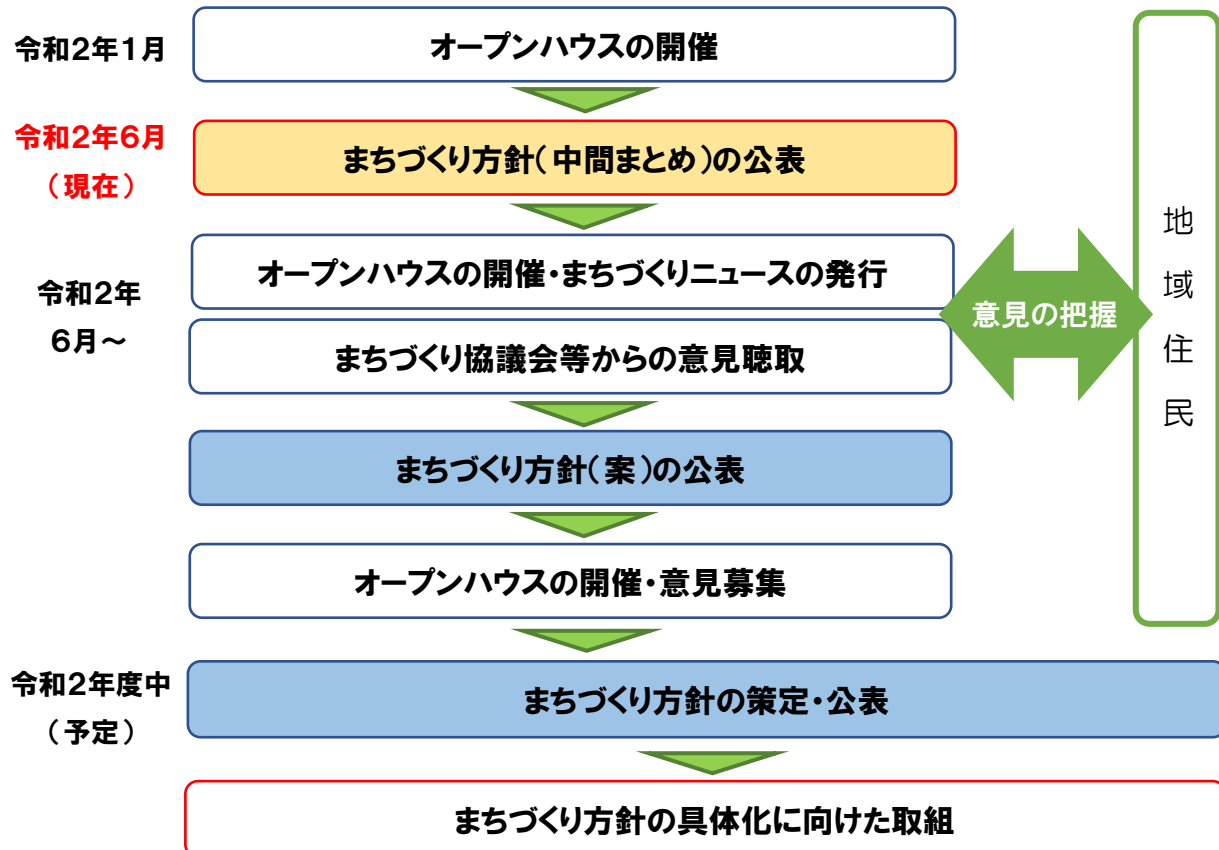 令和2年1月
オープンハウスの開催
令和2年6月
（現在）
まちづくり方針（中間まとめ）の公表
令和2年
6月～
オープンハウスの開催・まちづくりニュースの発行
まちづくり協議会等からの意見聴取
意見の把握
地域住民
まちづくり方針（案）の公表
オープンハウスの開催・意見募集
令和2年度中
（予定）
まちづくり方針の策定・公表
まちづくり方針の具体化に向けた取組